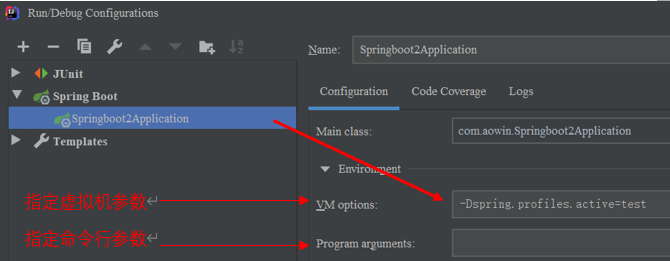 Run/Debug Configurations
Name: Springboot2Application
JUnit
Spring Boot
Springboot2Application
Templates
Configuration Code Coverage Logs
Main class: com.aowin.Springboot2Application
Environment
指定虚拟机参数 VM options: -Dspring.profiles.active=test
指定命令行参数 Program arguments: